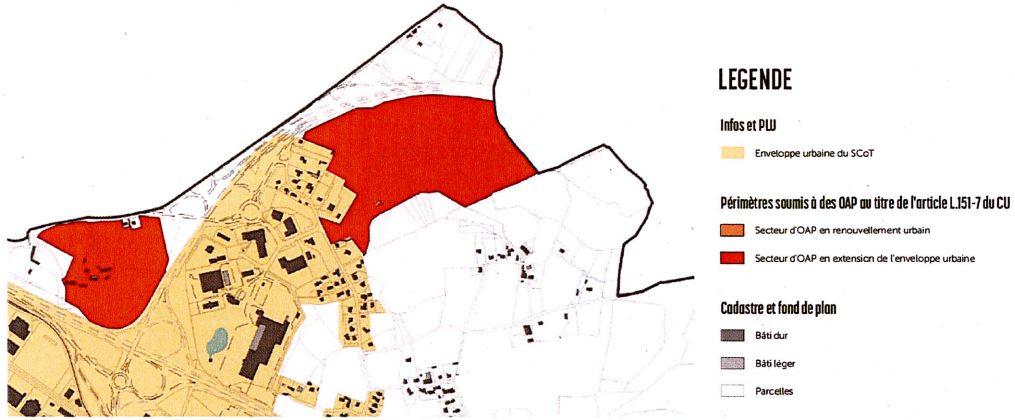 LEGENDE
Infos et PLU
Enveloppe urbaine du SCoT
Périmètres soumis à des OAP au titre de l'article L.151-7 du CU
Secteur d'OAP en renouvellement urbain
Secteur d'OAP en extension de l'enveloppe urbaine
Cadastre et fond de plan
Bâti dur
Bâti léger
Parcelles